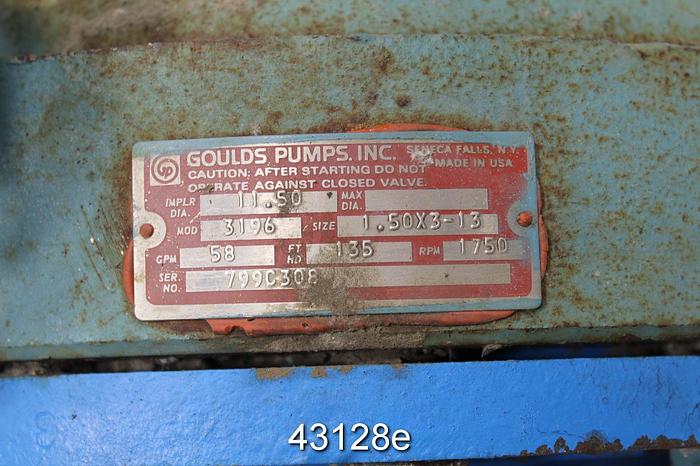 GOULDS PUMPS, INC. SENECA FALLS, N.Y.
MADE IN USA
CAUTION: AFTER STARTING DO NOT
OPERATE AGAINST CLOSED VALVE.
IMPLR DIA. 11.50 MAX DIA.
MOD 3196 SIZE 1.50X3-13
GPM 58 FT HD 135 RPM 1750
SER. NO. 799C308
43128e